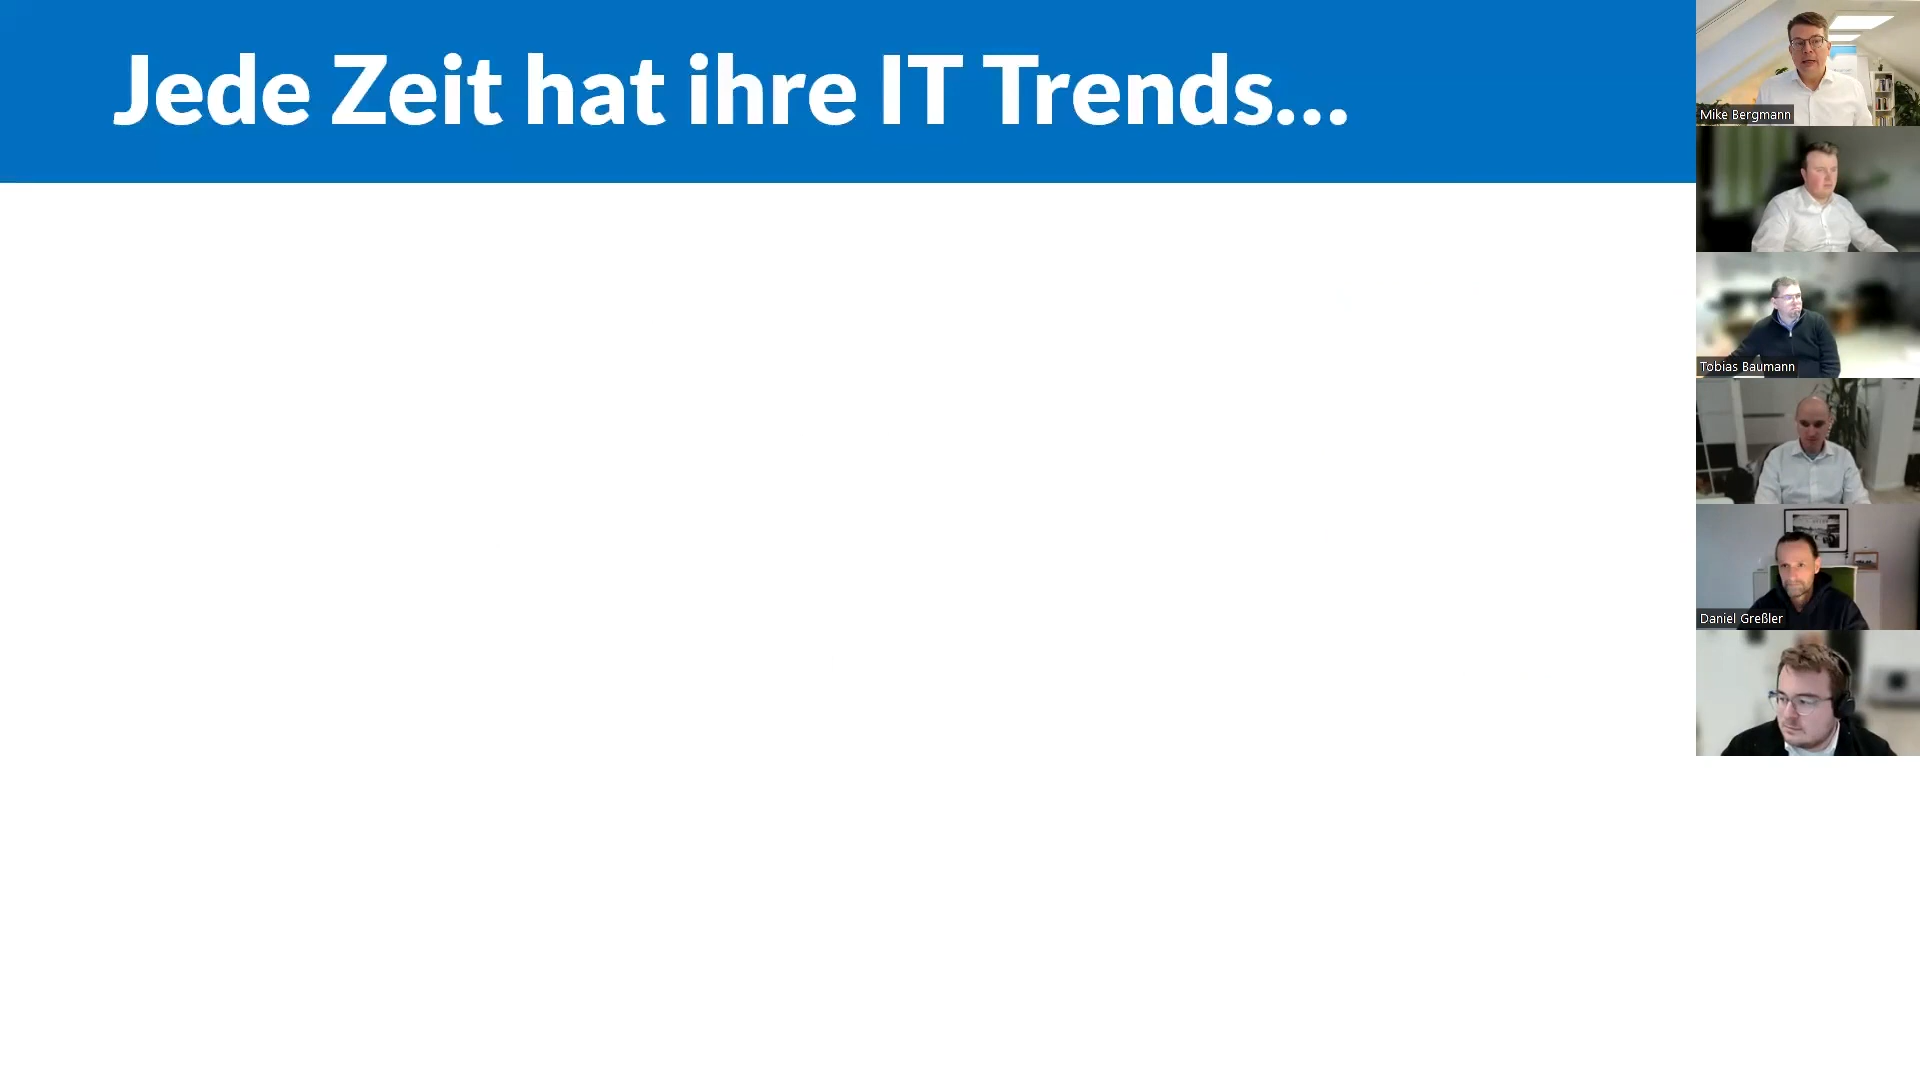 Jede Zeit hat ihre IT Trends...
Mike Bergmann
Tobias Baumann
Daniel Greßler